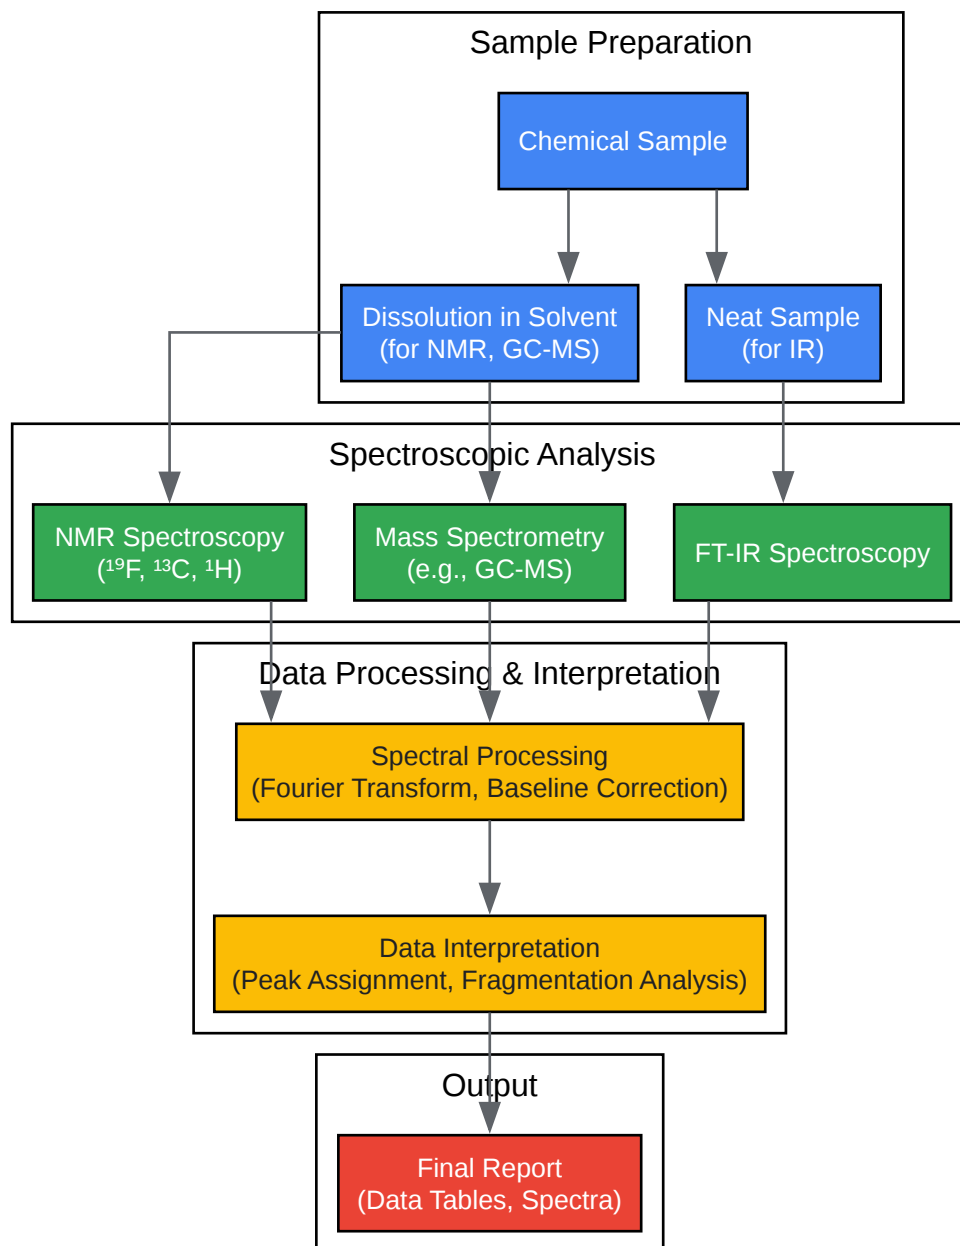 Sample Preparation
Chemical Sample
Dissolution in Solvent
(for NMR, GC-MS)
Neat Sample
(for IR)
Spectroscopic Analysis
NMR Spectroscopy
(¹⁹F, ¹³C, ¹H)
Mass Spectrometry
(e.g., GC-MS)
FT-IR Spectroscopy
Data Processing & Interpretation
Spectral Processing
(Fourier Transform, Baseline Correction)
Data Interpretation
(Peak Assignment, Fragmentation Analysis)
Output
Final Report
(Data Tables, Spectra)